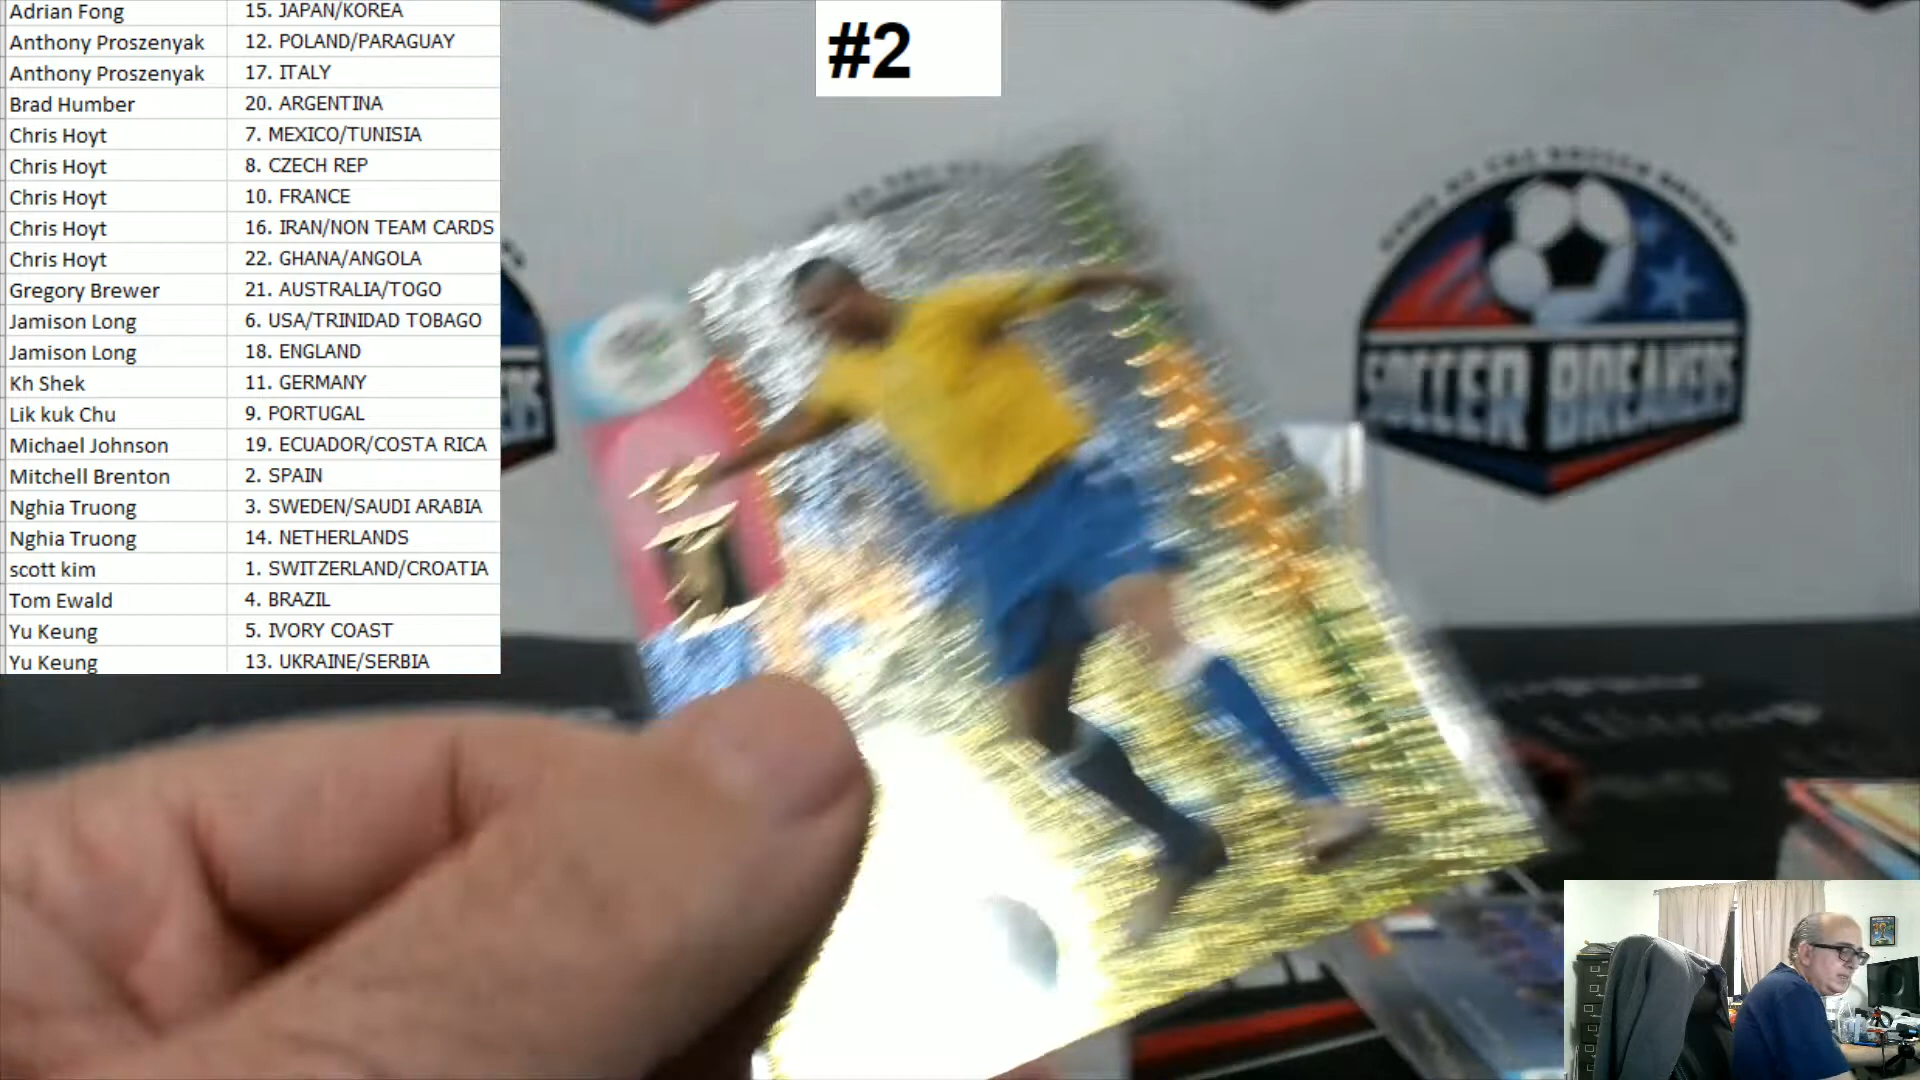 Adrian Fong 15. JAPAN/KOREA
Anthony Proszenyak 12. POLAND/PARAGUAY
Anthony Proszenyak 17. ITALY
Brad Humber 20. ARGENTINA
Chris Hoyt 7. MEXICO/TUNISIA
Chris Hoyt 8. CZECH REP
Chris Hoyt 10. FRANCE
Chris Hoyt 16. IRAN/NON TEAM CARDS
Chris Hoyt 22. GHANA/ANGOLA
Gregory Brewer 21. AUSTRALIA/TOGO
Jamison Long 6. USA/TRINIDAD TOBAGO
Jamison Long 18. ENGLAND
Kh Shek 11. GERMANY
Lik kuk Chu 9. PORTUGAL
Michael Johnson 19. ECUADOR/COSTA RICA
Mitchell Brenton 2. SPAIN
Nghia Truong 3. SWEDEN/SAUDI ARABIA
Nghia Truong 14. NETHERLANDS
scott kim 1. SWITZERLAND/CROATIA
Tom Ewald 4. BRAZIL
Yu Keung 5. IVORY COAST
Yu Keung 13. UKRAINE/SERBIA
#2
SOCCER BREAKERS